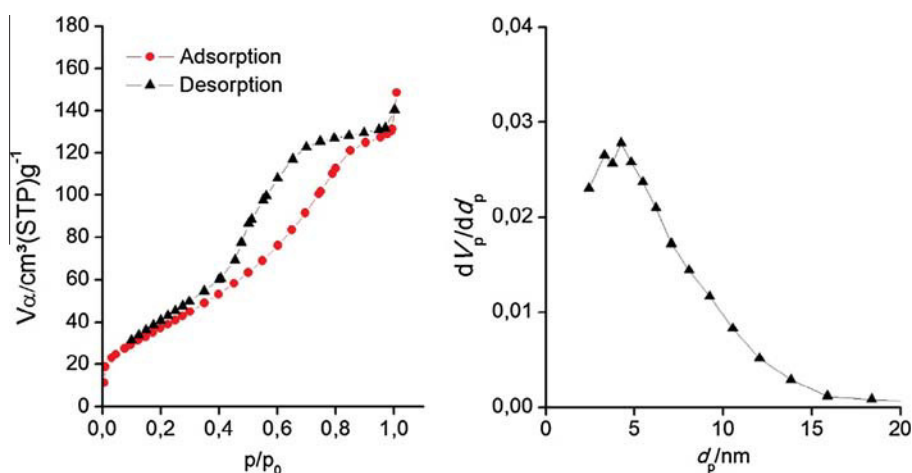 180
160
140
120
100
80
60
40
20
0
Vα/cm³(STP)g⁻¹
Adsorption
Desorption
0,0 0,2 0,4 0,6 0,8 1,0
p/p₀
0,04
0,03
0,02
0,01
0,00
dVₚ/ddₚ
0 5 10 15 20
dₚ/nm